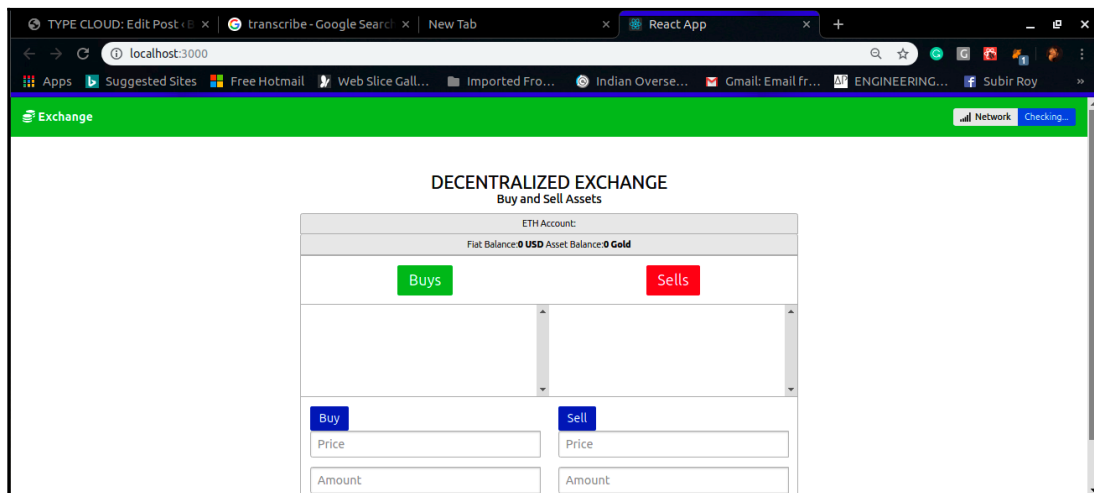 TYPE CLOUD: Edit Post ‹ B
transcribe - Google Search
New Tab
React App
localhost:3000
Apps
Suggested Sites
Free Hotmail
Web Slice Gall...
Imported Fro...
Indian Overse...
Gmail: Email fr...
ENGINEERING...
Subir Roy
»
Exchange
Network Checking...
DECENTRALIZED EXCHANGE
Buy and Sell Assets
ETH Account:
Fiat Balance:0 USD Asset Balance:0 Gold
Buys Sells
Buy Sell
Price Price
Amount Amount